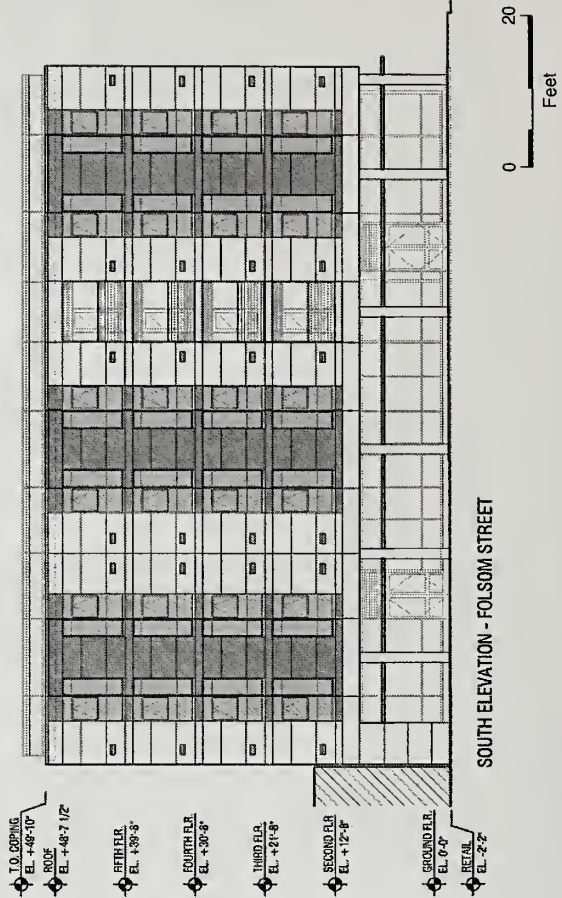 T.O. COPING
EL. +49'-10"
ROOF
EL. +48'-7 1/2"
FIFTH FLR.
EL. +39'-8"
FOURTH FLR.
EL. +30'-8"
THIRD FLR.
EL. +21'-8"
SECOND FLR.
EL. +12'-8"
GROUND FLR.
EL. 0'-0"
RETAIL
EL. -2'-2"
SOUTH ELEVATION - FOLSOM STREET
0 20
Feet